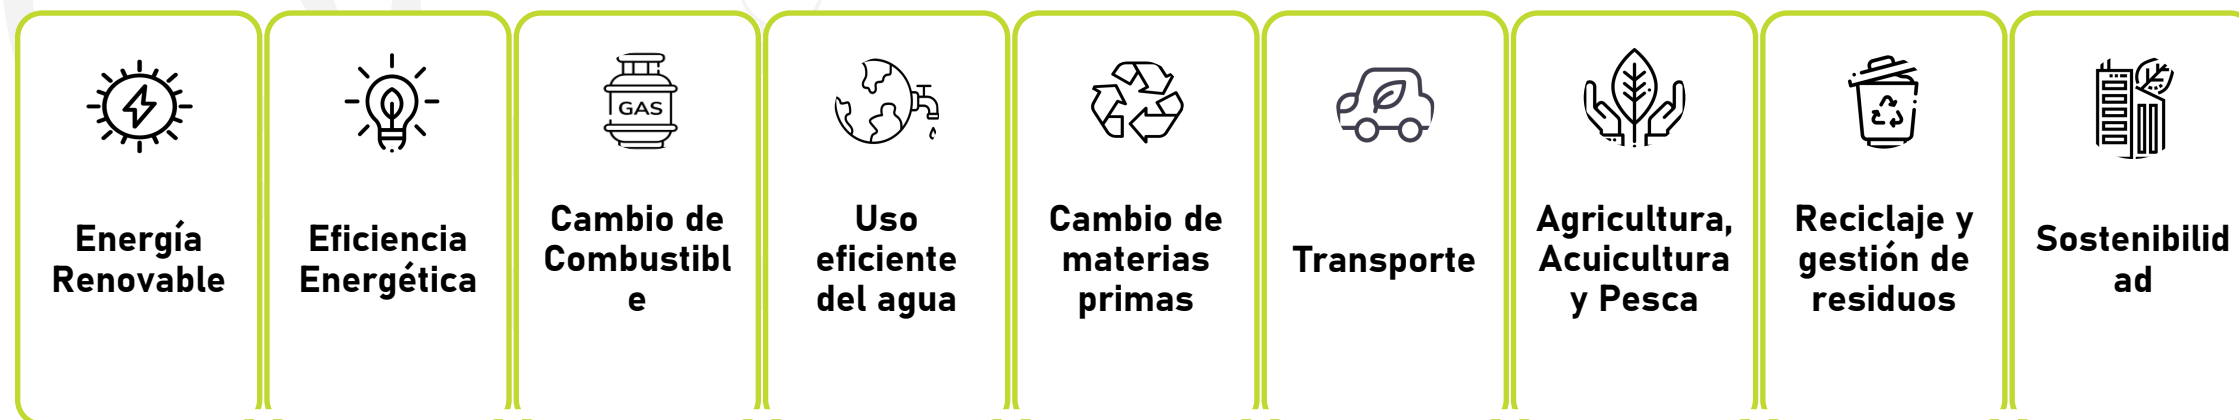 Energía
Renovable
Eficiencia
Energética
GAS
Cambio de
Combustibl
e
Uso
eficiente
del agua
Cambio de
materias
primas
Transporte
Agricultura,
Acuicultura
y Pesca
Reciclaje y
gestión de
residuos
Sostenibilid
ad